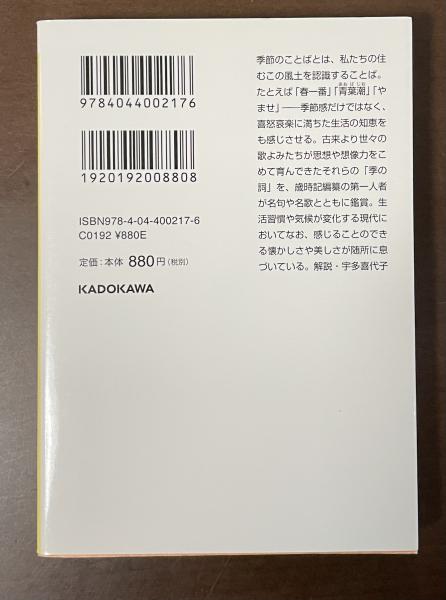 9784044002176
1920192008808
ISBN978-4-04-400217-6
C0192 ¥880E
定価：本体 880円（税別）
KADOKAWA
季節のことばとは、私たちの住
むこの風土を認識することば。
たとえば「春一番」「青葉潮」「や
あおばじお
ませ」――季節感だけではなく、
喜怒哀楽に満ちた生活の知恵を
も感じさせる。古来より世々の
歌よみたちが思想や想像力をこ
めて育んできたそれらの「季の
詞」を、歳時記編纂の第一人者
が名句や名歌とともに鑑賞。生
活習慣や気候が変化する現代に
おいてなお、感じることのでき
る懐かしさや美しさが随所に息
づいている。解説・宇多喜代子